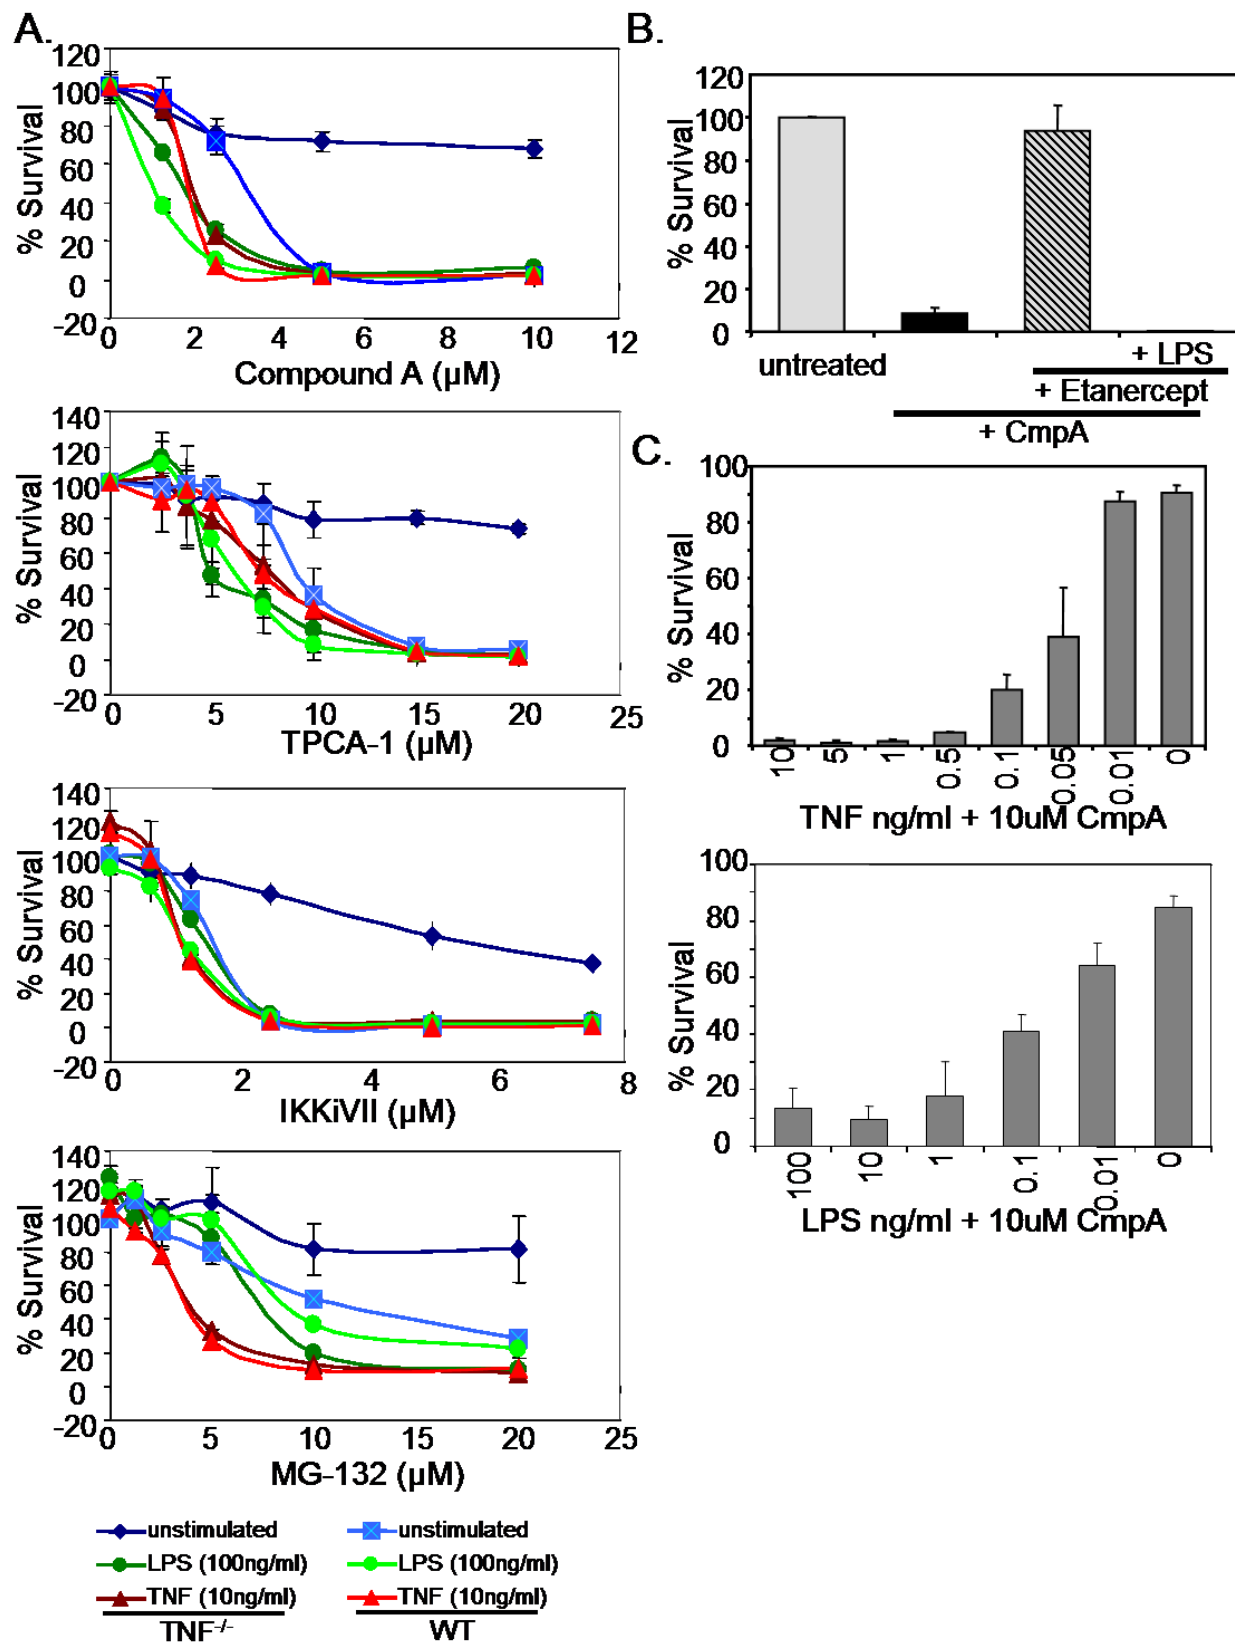 A.
120
100
80
60
40
20
0
-20
% Survival
0 2 4 6 8 10 12
Compound A (µM)
140
120
100
80
60
40
20
0
-20
% Survival
0 5 10 15 20 25
TPCA-1 (µM)
140
120
100
80
60
40
20
0
-20
% Survival
0 2 4 6 8
IKKiVII (µM)
140
120
100
80
60
40
20
0
-20
% Survival
0 5 10 15 20 25
MG-132 (µM)
unstimulated
LPS (100ng/ml)
TNF (10ng/ml)
TNF-/-
unstimulated
LPS (100ng/ml)
TNF (10ng/ml)
WT
B.
120
100
80
60
40
20
0
% Survival
untreated
+ LPS
+ Etanercept
+ CmpA
C.
100
80
60
40
20
0
% Survival
10 5 1 0.5 0.1 0.05 0.01 0
TNF ng/ml + 10uM CmpA
100
80
60
40
20
0
% Survival
100 10 1 0.1 0.01 0
LPS ng/ml + 10uM CmpA